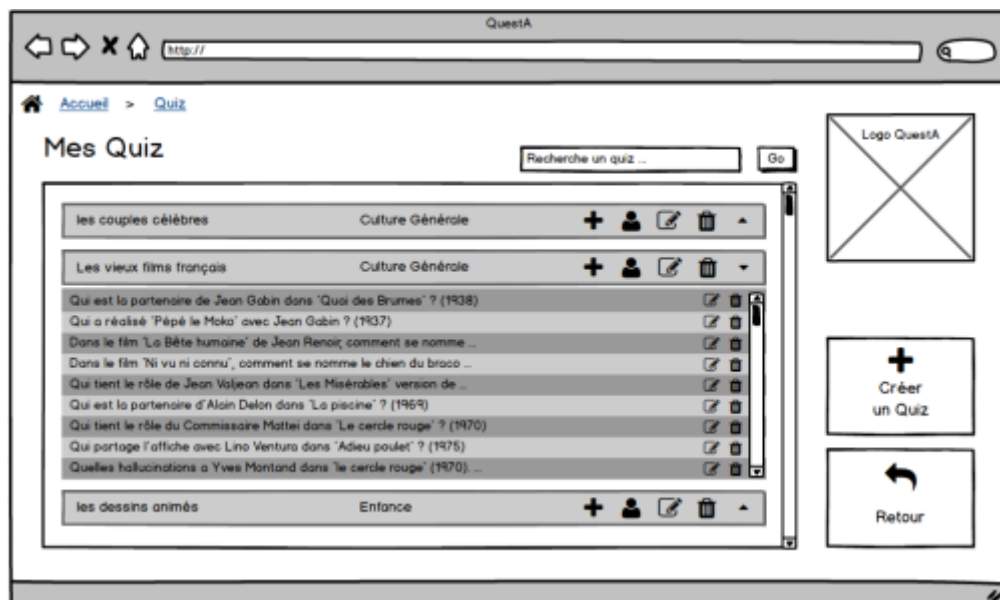 QuestA
http://
Accueil > Quiz
Mes Quiz
Recherche un quiz ...
Go
Logo QuestA
les couples célèbres Culture Générale
Les vieux films français Culture Générale
Qui est la partenaire de Jean Gabin dans "Quai des Brumes" ? (1938)
Qui a réalisé "Pépé le Moko" avec Jean Gabin ? (1937)
Dans le film "La Bête humaine" de Jean Renoir, comment se nomme ...
Dans le film "Ni vu ni connu", comment se nomme le chien du braco ...
Qui tient le rôle de Jean Valjean dans "Les Misérables" version de ...
Qui est la partenaire d'Alain Delon dans "La piscine" ? (1969)
Qui tient le rôle du Commissaire Mattei dans "Le cercle rouge" ? (1970)
Qui partage l'affiche avec Lino Ventura dans "Adieu poulet" ? (1975)
Quelles hallucinations a Yves Montand dans "le cercle rouge" (1970). ...
les dessins animés Enfance
Créer
un Quiz
Retour